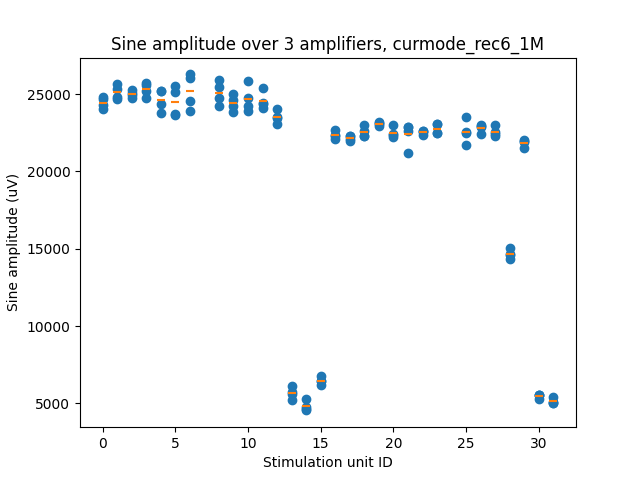 Sine amplitude over 3 amplifiers, curmode_rec6_1M
25000
20000
15000
10000
5000
Sine amplitude (uV)
0 5 10 15 20 25 30
Stimulation unit ID